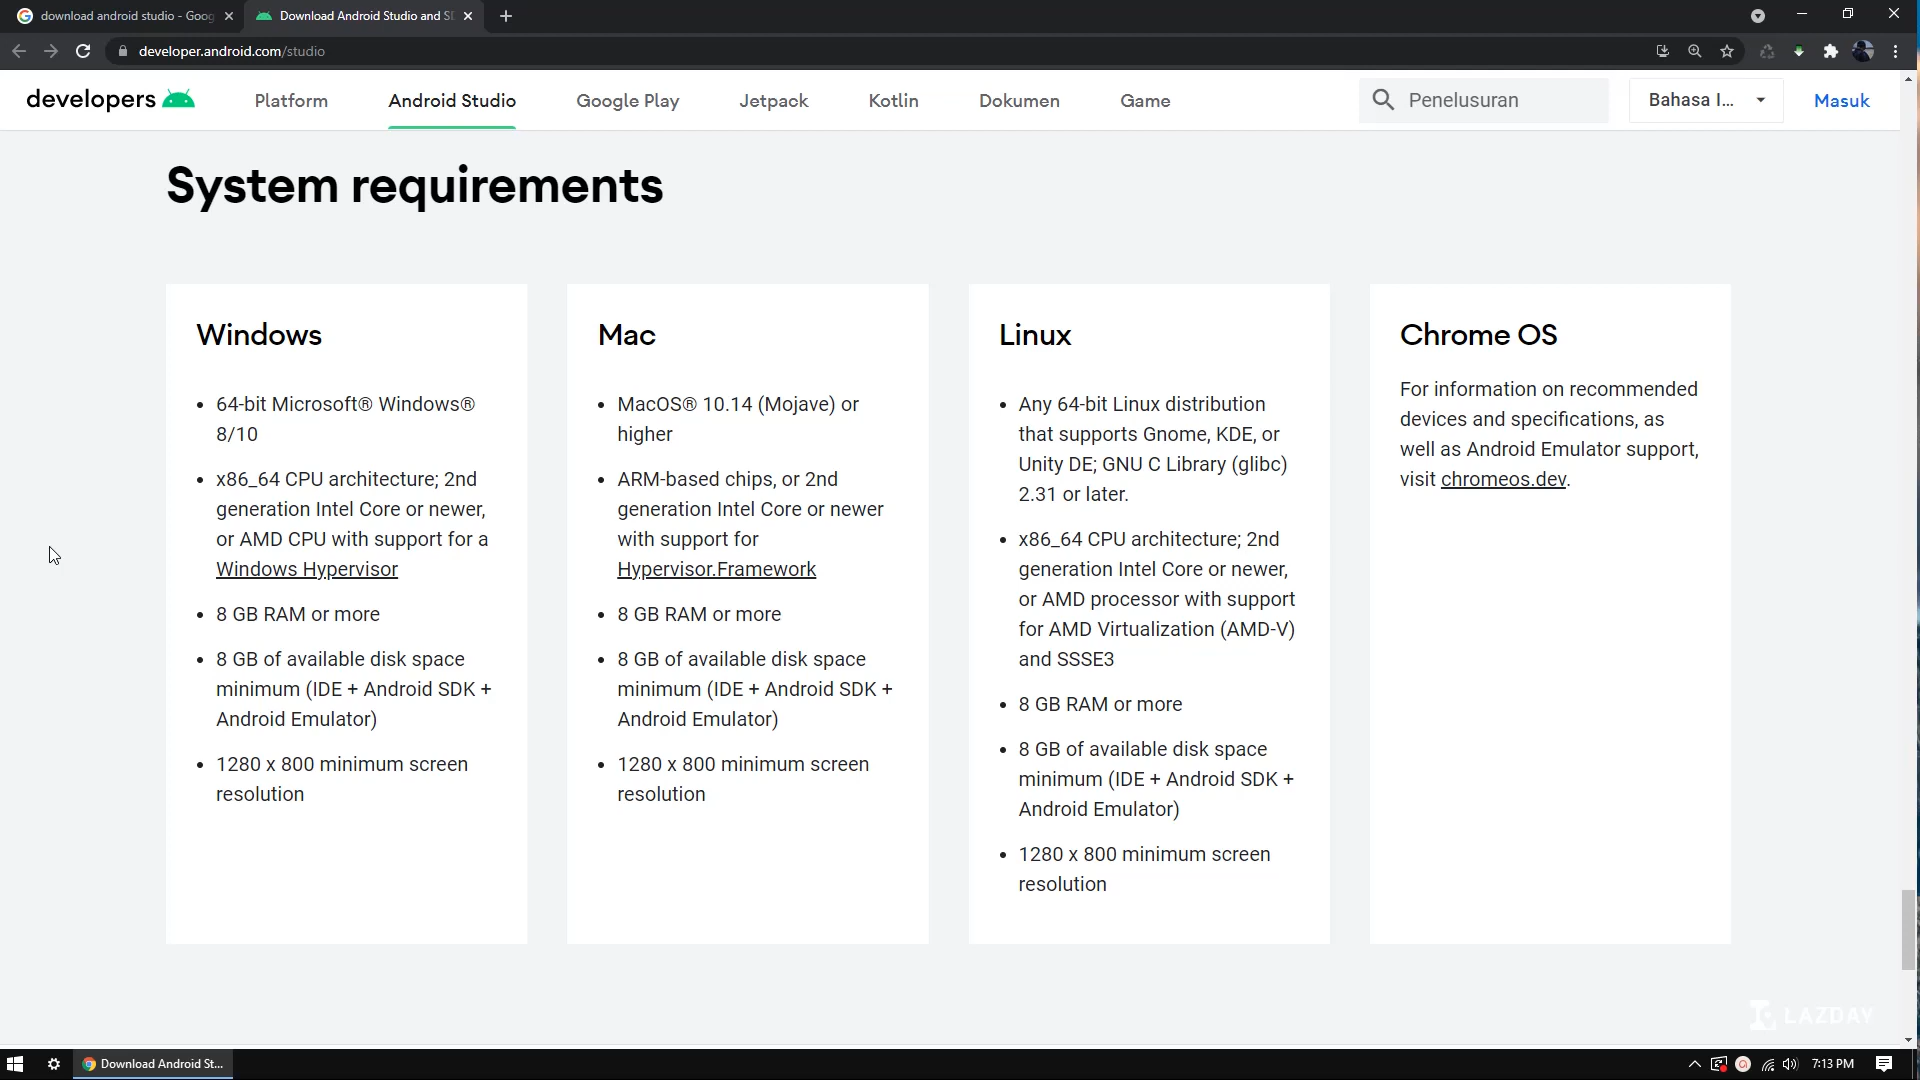 download android studio - Goog
Download Android Studio and SD
developer.android.com/studio
developers
Platform
Android Studio
Google Play
Jetpack
Kotlin
Dokumen
Game
Penelusuran
Bahasa I...
Masuk
System requirements
Windows
• 64-bit Microsoft® Windows®
8/10
• x86_64 CPU architecture; 2nd
generation Intel Core or newer,
or AMD CPU with support for a
Windows Hypervisor
• 8 GB RAM or more
• 8 GB of available disk space
minimum (IDE + Android SDK +
Android Emulator)
• 1280 x 800 minimum screen
resolution
Mac
• MacOS® 10.14 (Mojave) or
higher
• ARM-based chips, or 2nd
generation Intel Core or newer
with support for
Hypervisor.Framework
• 8 GB RAM or more
• 8 GB of available disk space
minimum (IDE + Android SDK +
Android Emulator)
• 1280 x 800 minimum screen
resolution
Linux
• Any 64-bit Linux distribution
that supports Gnome, KDE, or
Unity DE; GNU C Library (glibc)
2.31 or later.
• x86_64 CPU architecture; 2nd
generation Intel Core or newer,
or AMD processor with support
for AMD Virtualization (AMD-V)
and SSSE3
• 8 GB RAM or more
• 8 GB of available disk space
minimum (IDE + Android SDK +
Android Emulator)
• 1280 x 800 minimum screen
resolution
Chrome OS
For information on recommended
devices and specifications, as
well as Android Emulator support,
visit chromeos.dev.
LAZDAY
Download Android St...
7:13 PM